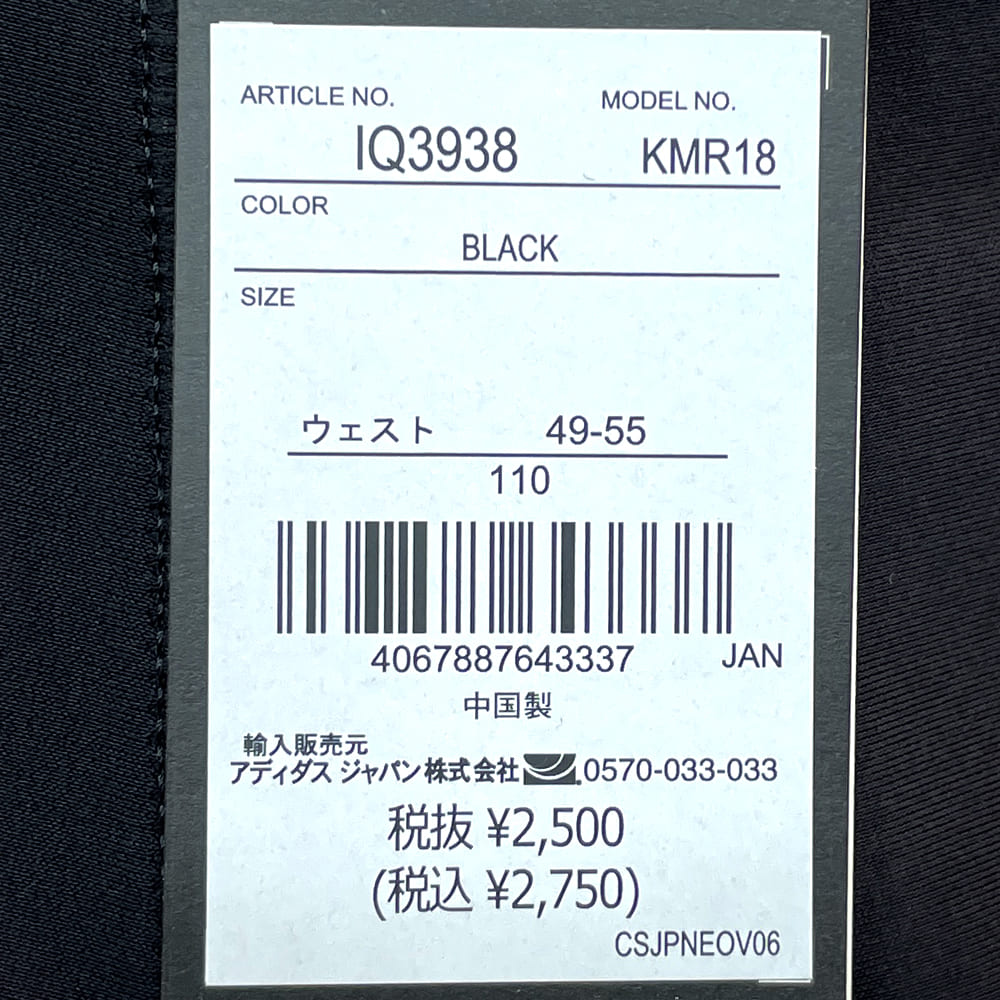 ARTICLE NO. MODEL NO.
IQ3938 KMR18
COLOR
BLACK
SIZE
ウェスト 49-55
110
4067887643337 JAN
中国製
輸入販売元
アディダス ジャパン株式会社 0570-033-033
税抜 ¥2,500
(税込 ¥2,750)
CSJPNEOV06